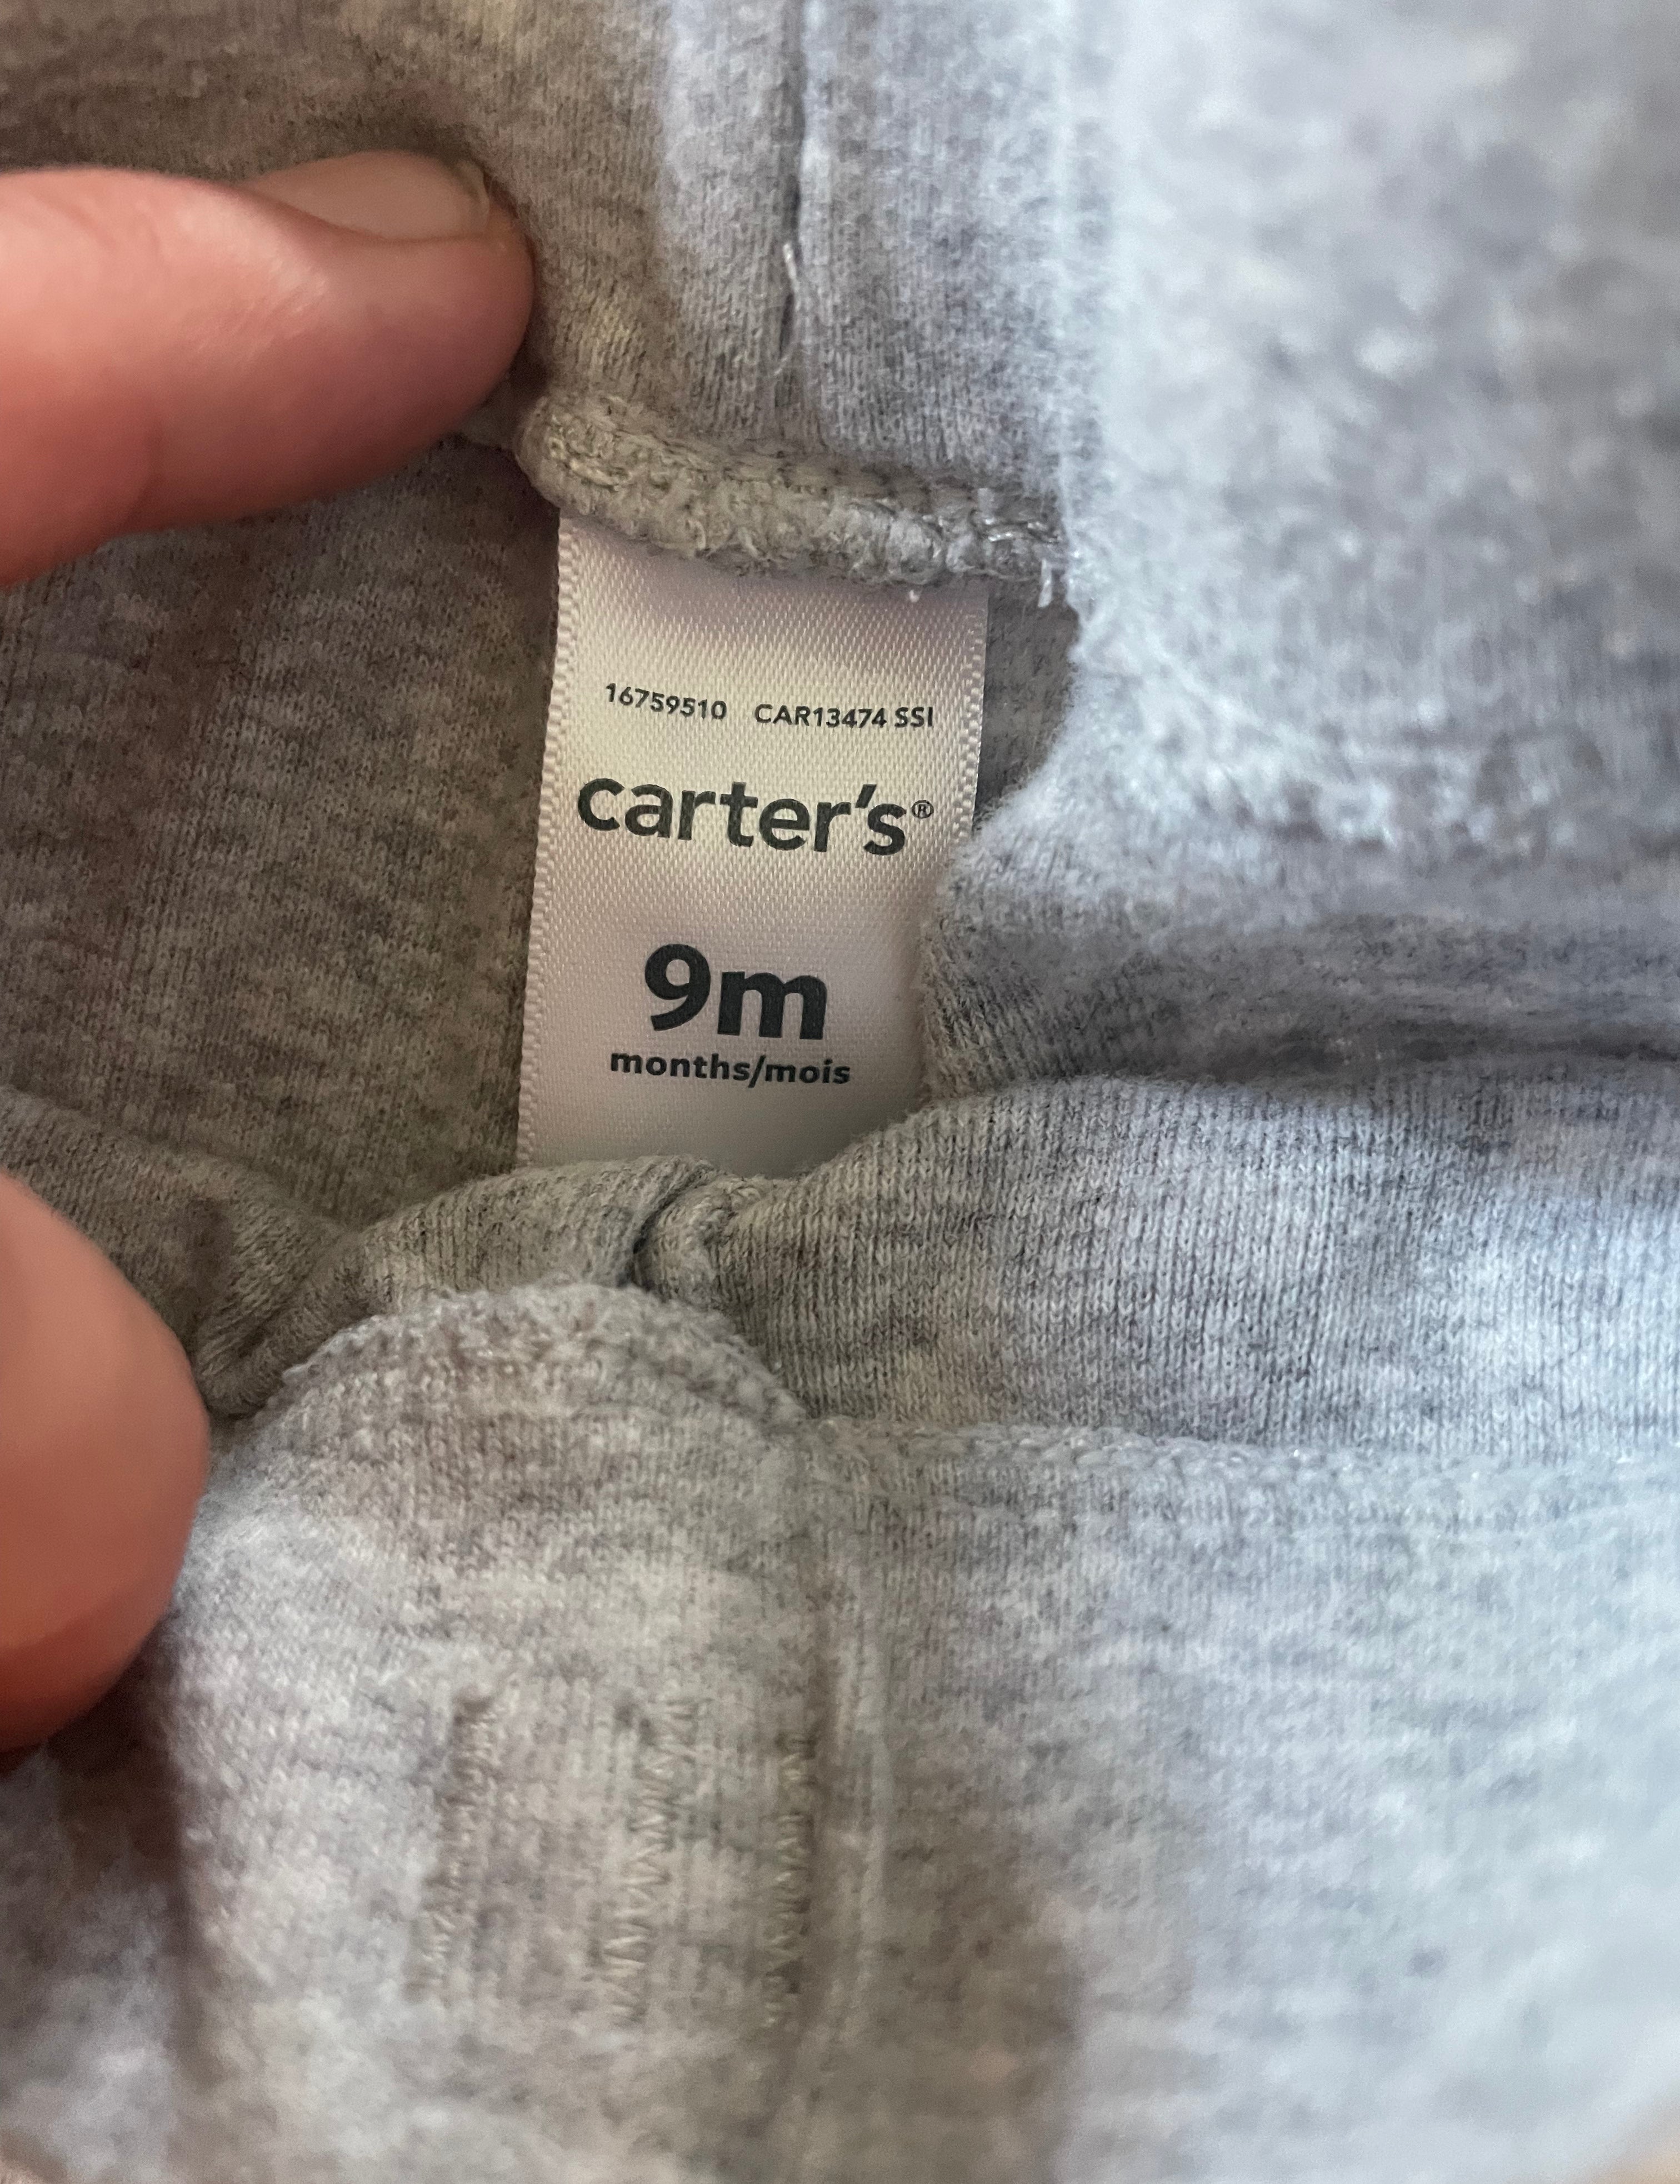 16759510 CAR13474 SSI
carter's®
9m
months/mois